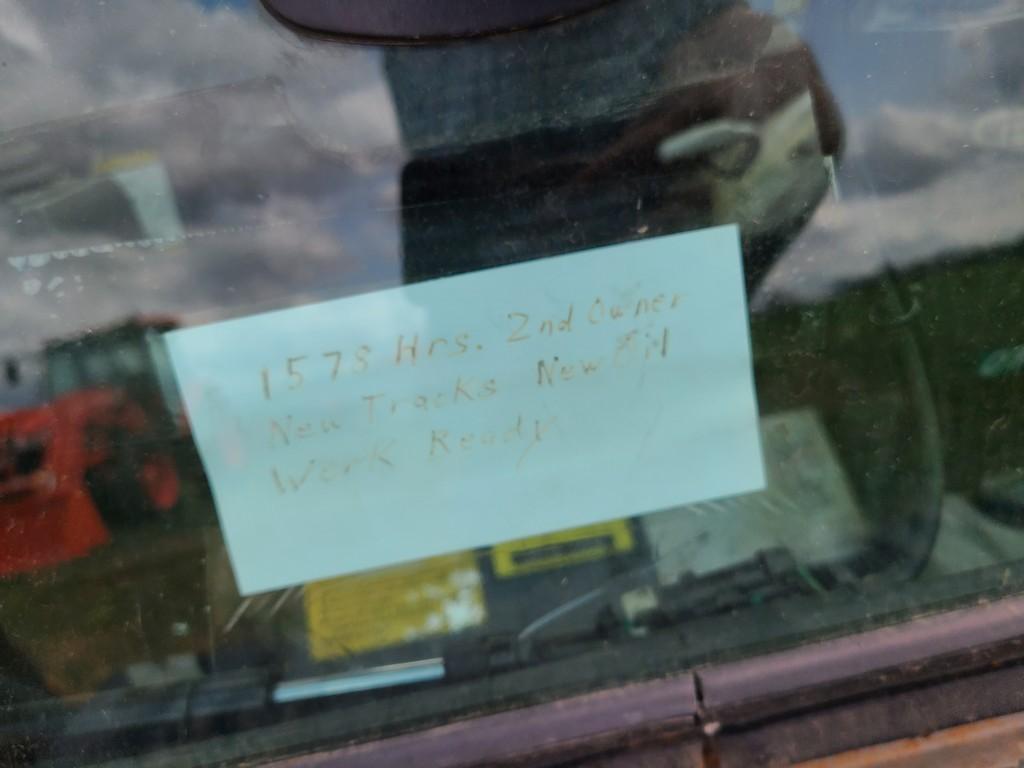 1578 Hrs. 2nd Owner
New Tracks New Oil
Work Ready